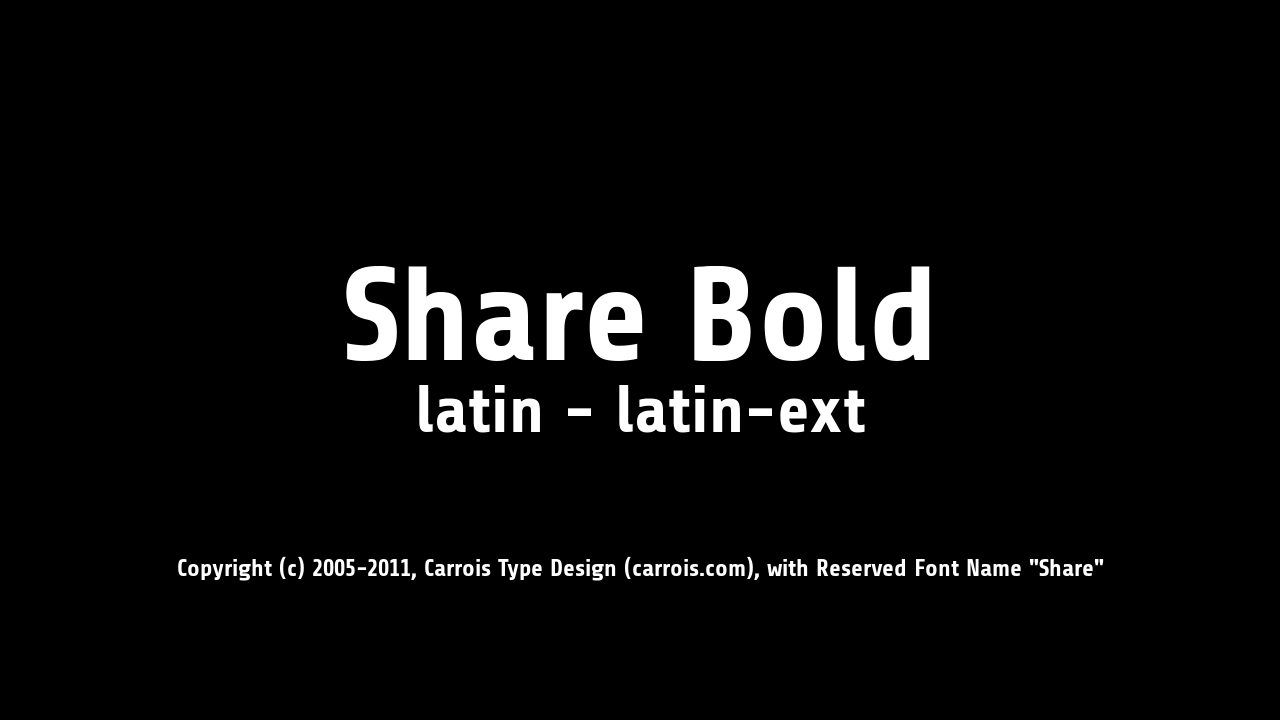 Share Bold
latin - latin-ext
Copyright (c) 2005-2011, Carrois Type Design (carrois.com), with Reserved Font Name "Share"